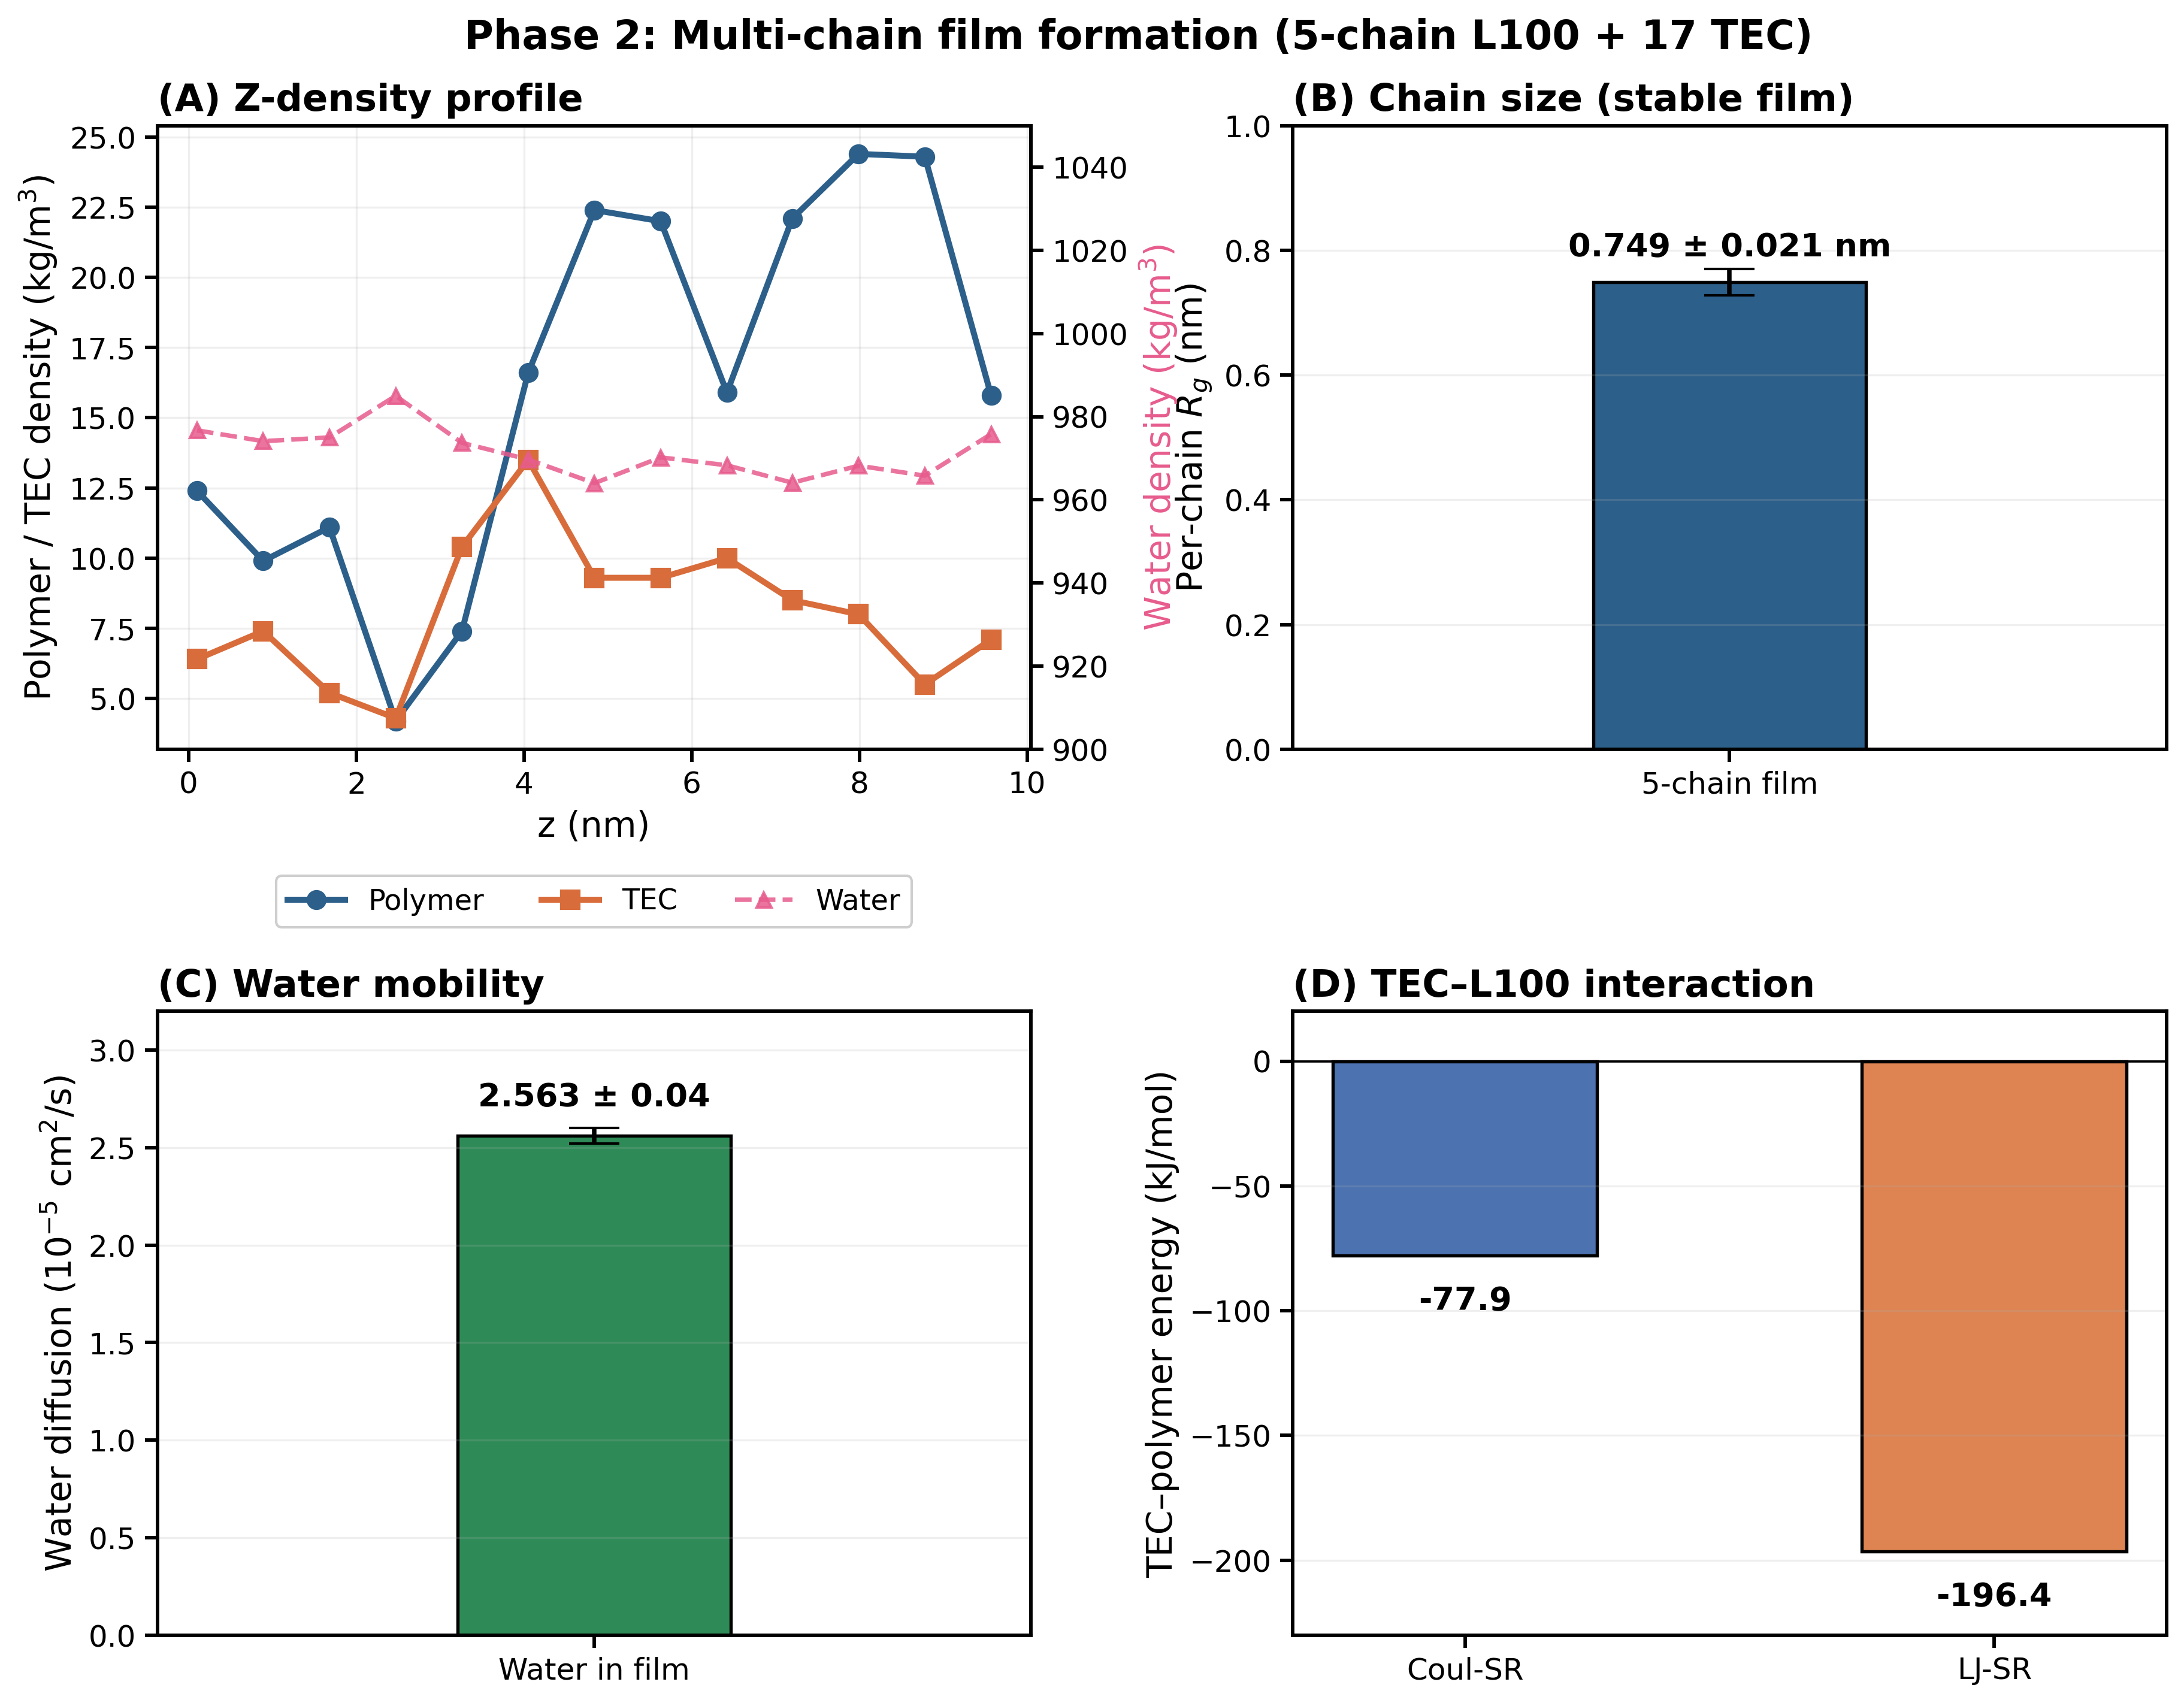 Phase 2: Multi-chain film formation (5-chain L100 + 17 TEC)
(A) Z-density profile
Polymer / TEC density (kg/m³)
25.0
22.5
20.0
17.5
15.0
12.5
10.0
7.5
5.0
0 2 4 6 8 10
z (nm)
1040
1020
1000
980
960
940
920
900
Water density (kg/m³)
Polymer TEC Water
(B) Chain size (stable film)
Per-chain R_g (nm)
1.0
0.8
0.6
0.4
0.2
0.0
0.749 ± 0.021 nm
5-chain film
(C) Water mobility
Water diffusion (10⁻⁵ cm²/s)
3.0
2.5
2.0
1.5
1.0
0.5
0.0
2.563 ± 0.04
Water in film
(D) TEC–L100 interaction
TEC–polymer energy (kJ/mol)
0
−50
−100
−150
−200
-77.9
-196.4
Coul-SR LJ-SR